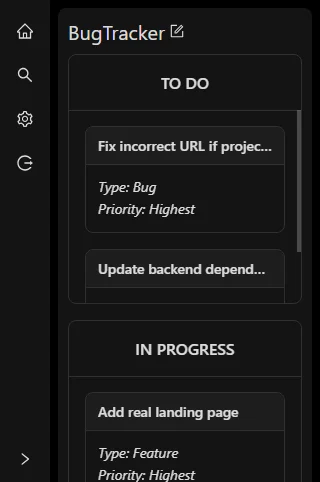 BugTracker
TO DO
Fix incorrect URL if projec...
Type: Bug
Priority: Highest
Update backend depend...
IN PROGRESS
Add real landing page
Type: Feature
Priority: Highest